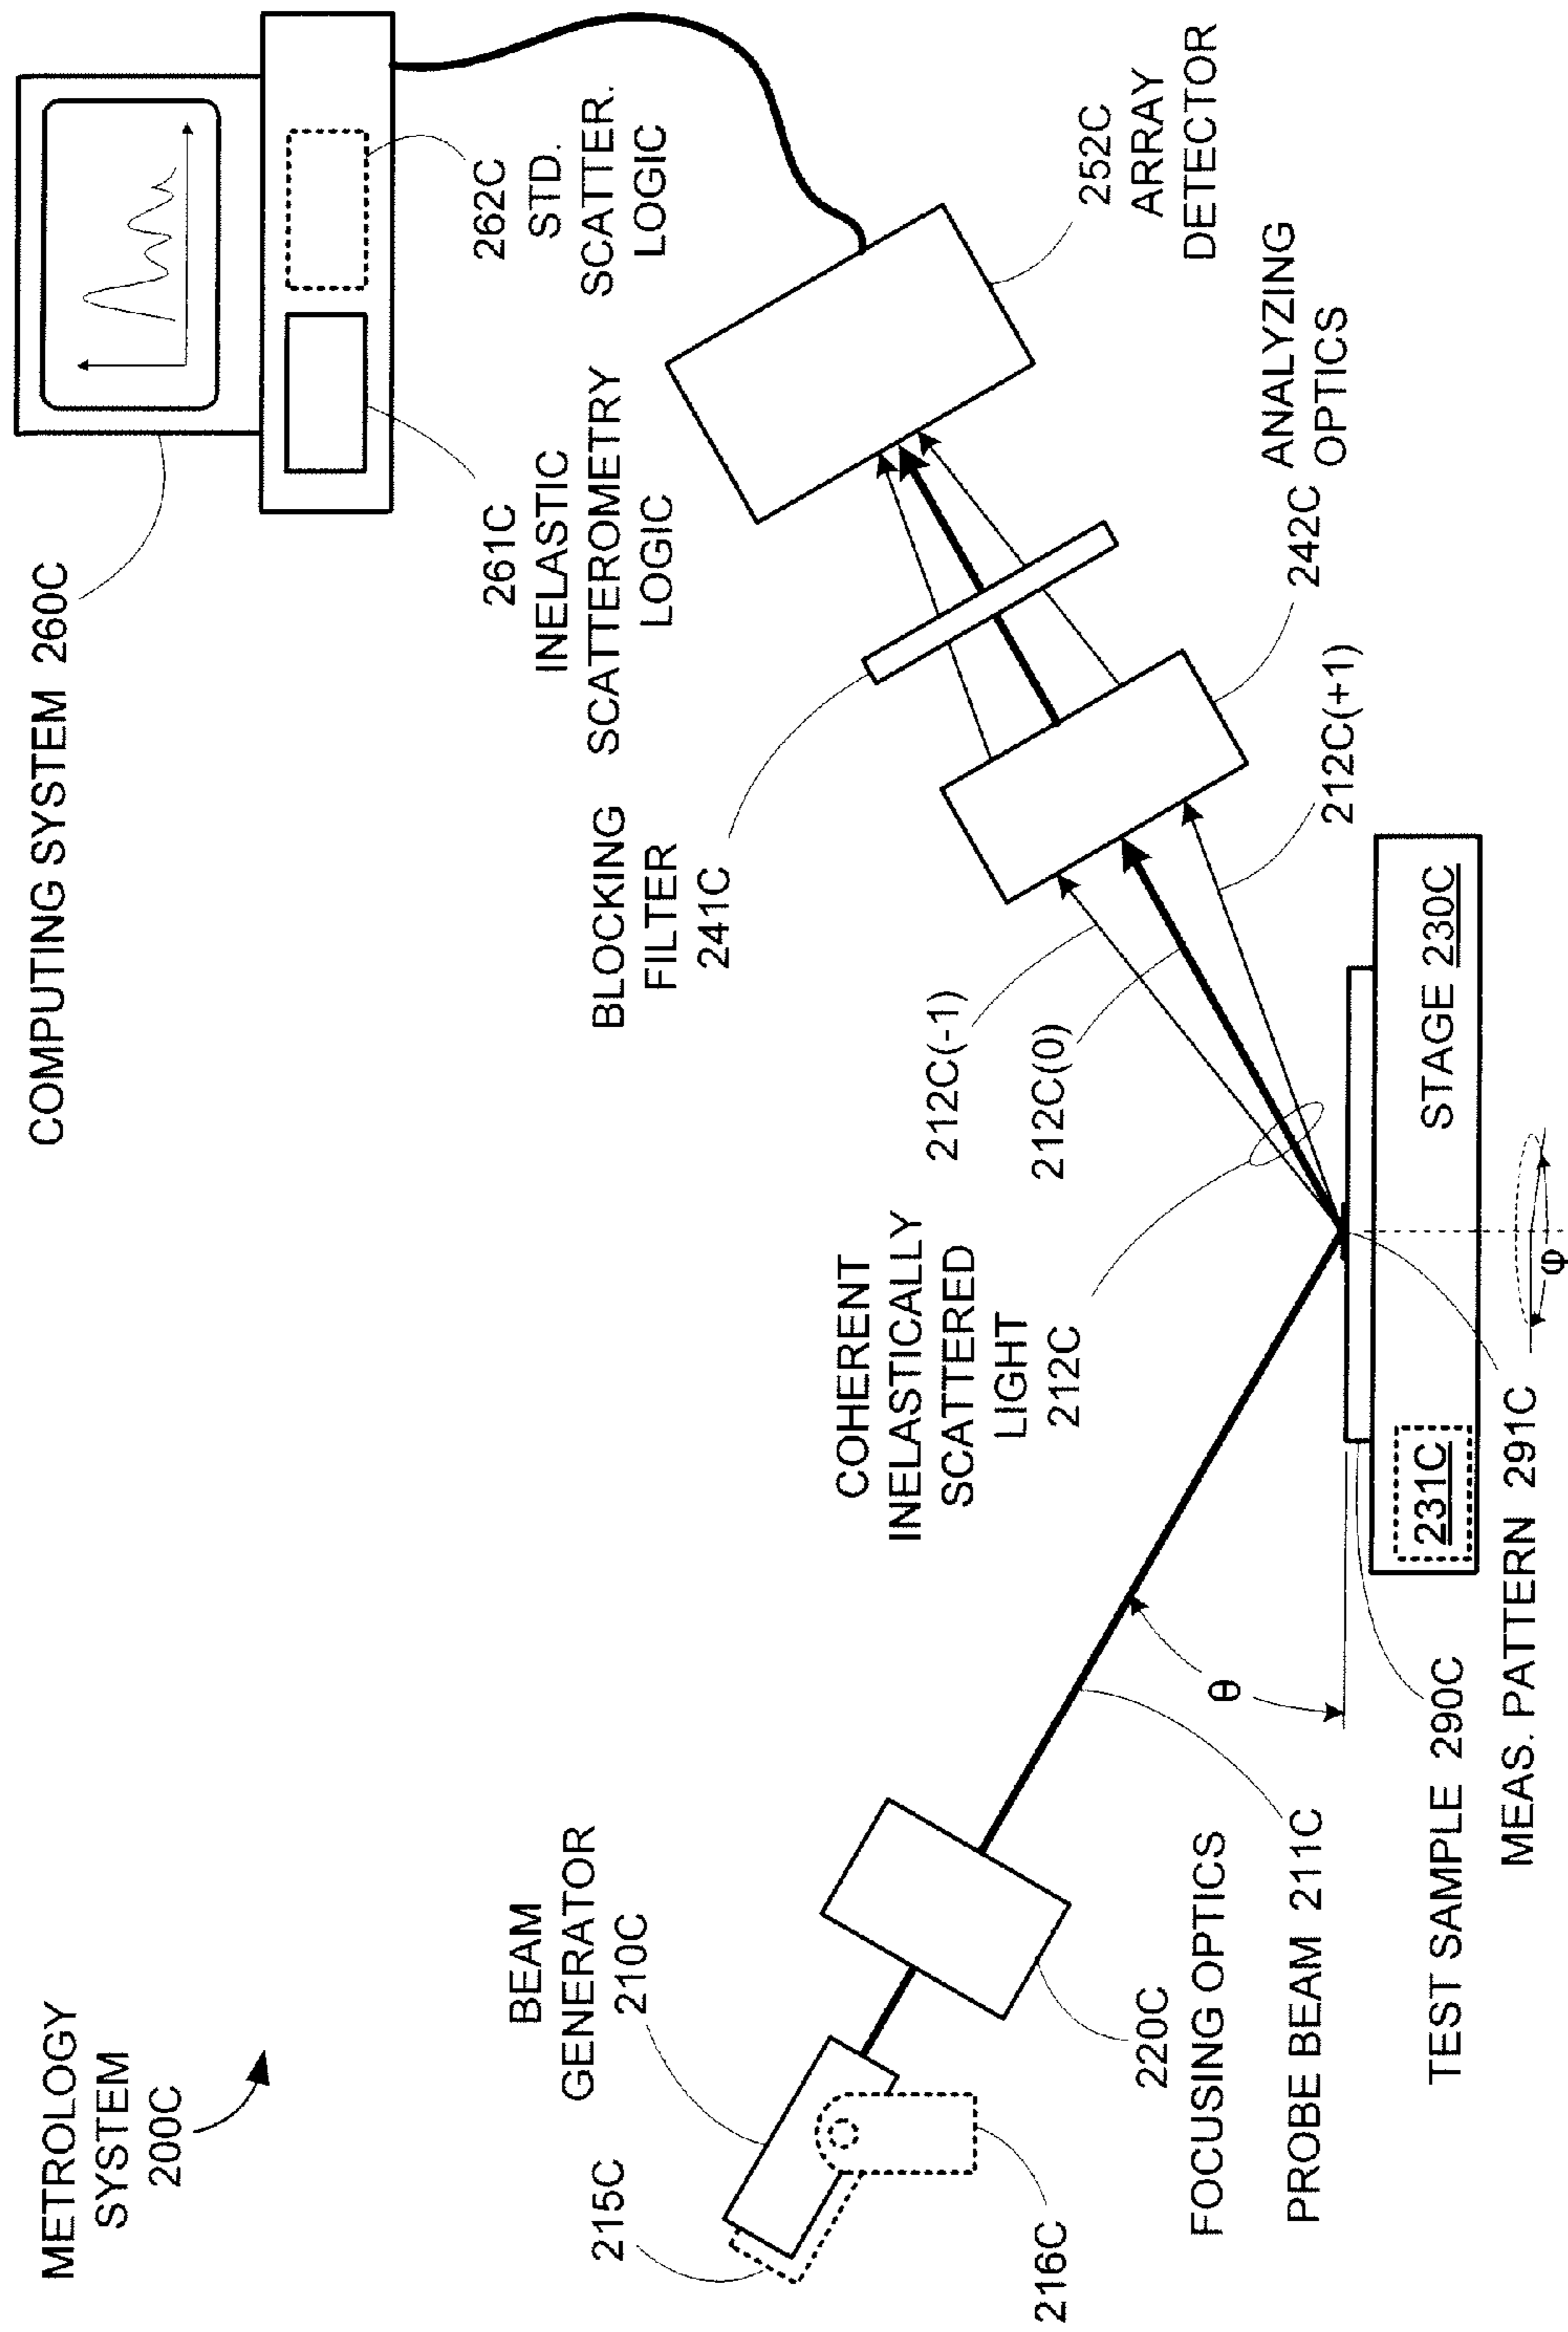 METROLOGY
SYSTEM
200C
COMPUTING SYSTEM 260C
BEAM
GENERATOR
210C
215C
216C
220C
FOCUSING OPTICS
PROBE BEAM 211C
θ
TEST SAMPLE 290C
MEAS. PATTERN 291C
231C
STAGE 230C
φ
COHERENT
INELASTICALLY
SCATTERED
LIGHT
212C
212C(-1)
212C(0)
212C(+1)
BLOCKING
FILTER
241C
242C ANALYZING
OPTICS
261C
INELASTIC
SCATTEROMETRY
LOGIC
262C
STD.
SCATTER.
LOGIC
252C
ARRAY
DETECTOR